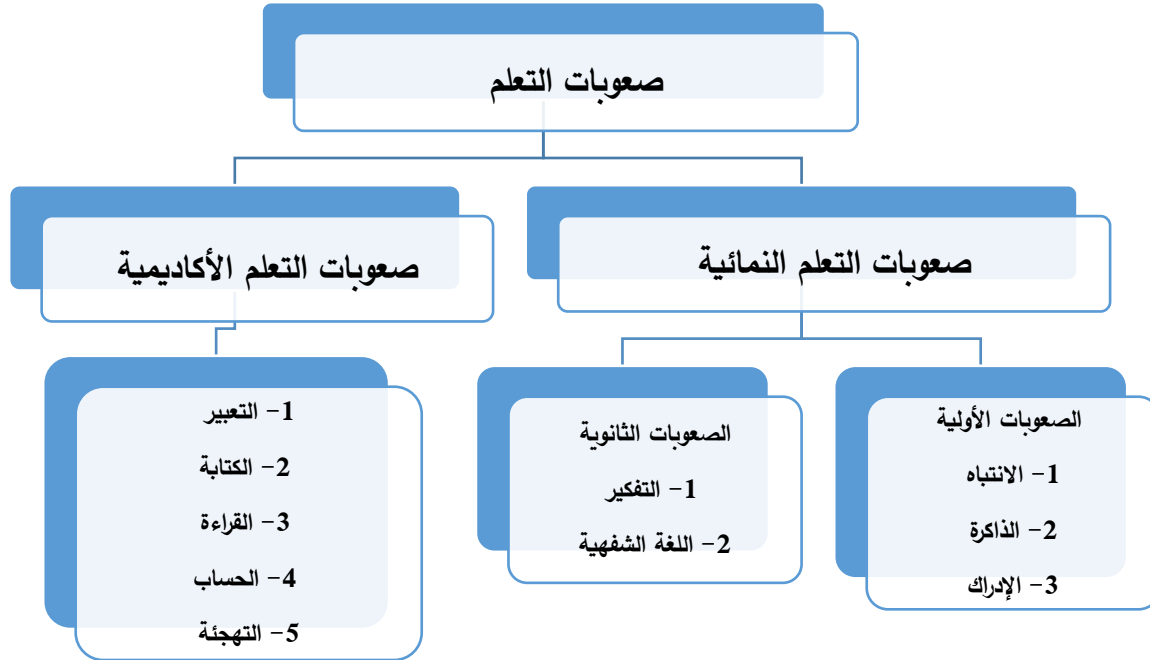 صعوبات التعلم
صعوبات التعلم النمائية
صعوبات التعلم الأكاديمية
الصعوبات الأولية
1- الانتباه
2- الذاكرة
3- الإدراك
الصعوبات الثانوية
1- التفكير
2- اللغة الشفهية
1- التعبير
2- الكتابة
3- القراءة
4- الحساب
5- التهجئة